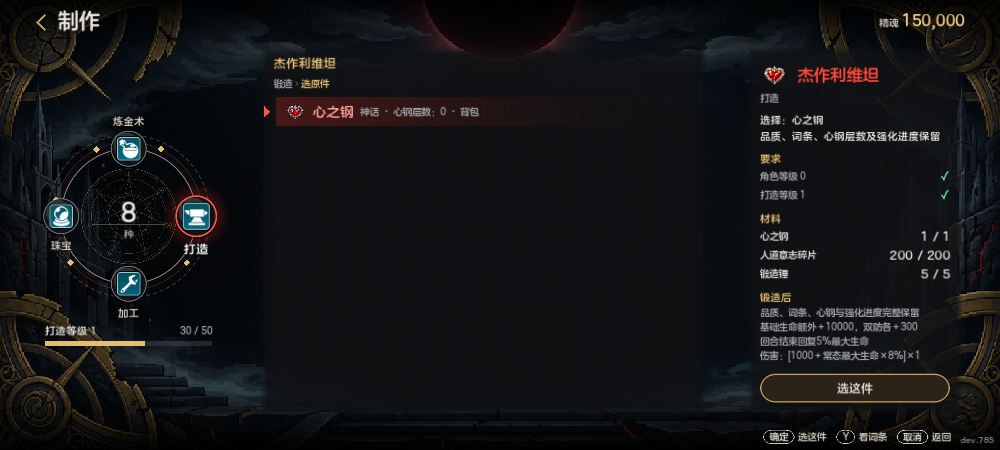 制作
精魂 150,000
炼金术
8
种
珠宝
打造
加工
打造等级 1 30 / 50
杰作利维坦
锻造 › 选原件
心之钢 神话 · 心钢层数：0 · 背包
杰作利维坦
打造
选择：心之钢
品质、词条、心钢层数及强化进度保留
要求
角色等级 0 ✓
打造等级 1 ✓
材料
心之钢 1 / 1
人道意志碎片 200 / 200
锻造锤 5 / 5
锻造后
品质、词条、心钢与强化进度完整保留
基础生命额外+10000，双防各+300
回合结束回复5%最大生命
伤害：[1000+常态最大生命×8%]×1
选这件
确定 选这件 Y 看词条 取消 返回
dev.785